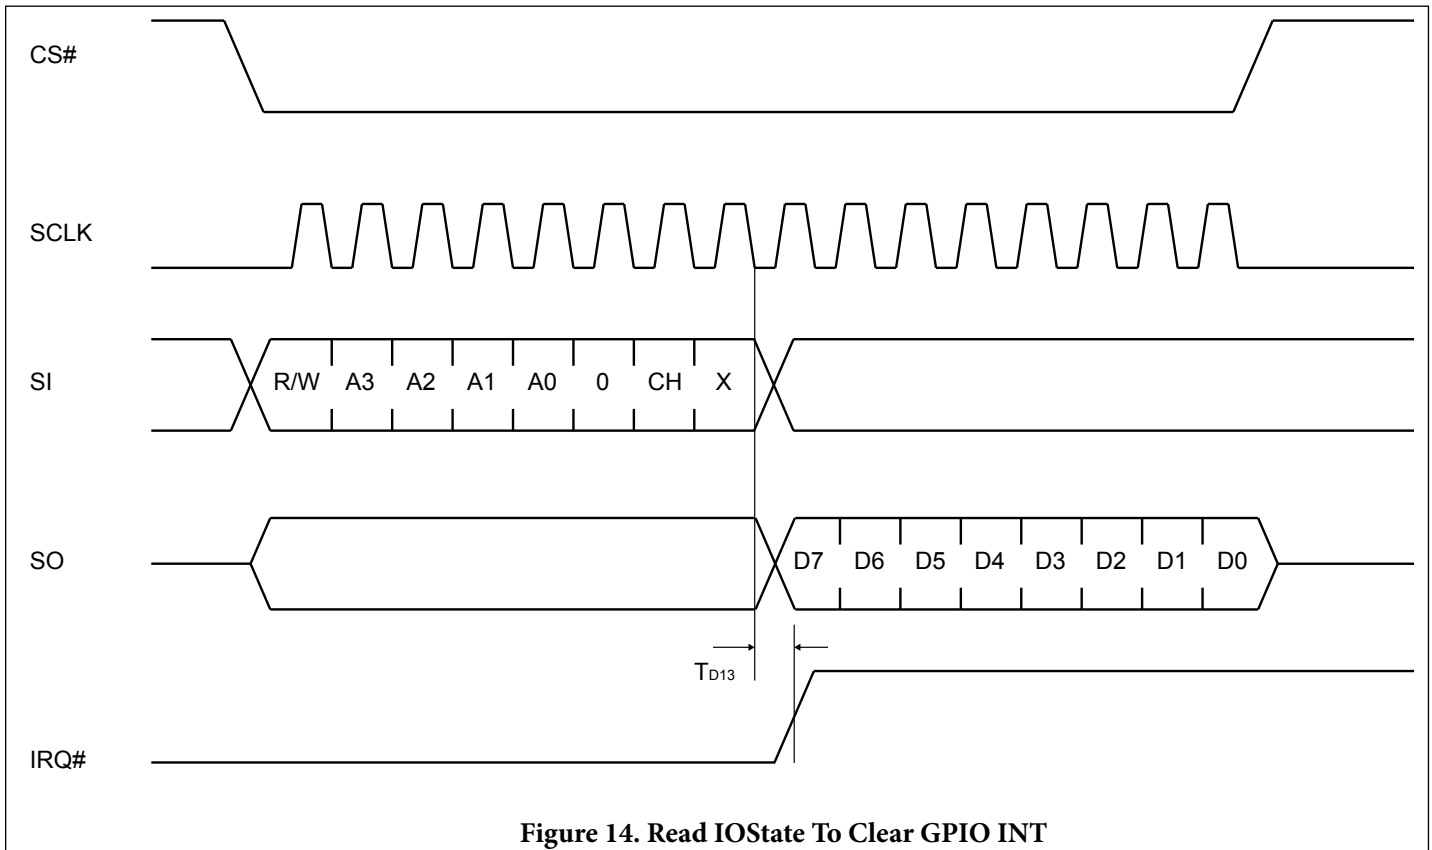 CS#
SCLK
SI
R/W A3 A2 A1 A0 0 CH X
SO
D7 D6 D5 D4 D3 D2 D1 D0
TD13
IRQ#
Figure 14. Read IOState To Clear GPIO INT